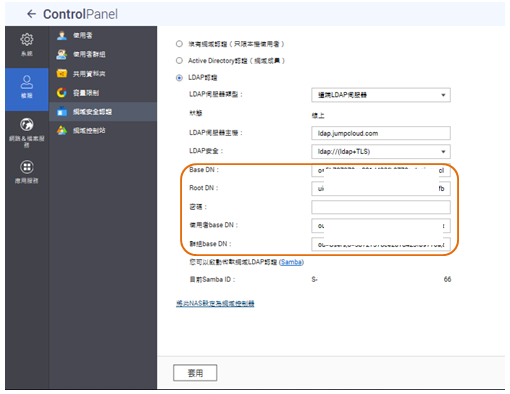 ← ControlPanel
系統
權限
網路&檔案服務
應用服務
使用者
使用者群組
共用資料夾
容量限制
網域安全認證
網域控制站
沒有網域認證(只限本機使用者)
Active Directory認證(網域成員)
LDAP認證
LDAP伺服器類型: 遠端LDAP伺服器
狀態 線上
LDAP伺服器主機: ldap.jumpcloud.com
LDAP安全: ldap://(ldap+TLS)
Base DN:
Root DN: uid fb
密碼:
使用者base DN: ou
群組base DN:
您可以啟動微軟網域LDAP認證(Samba)
目前Samba ID: S- 66
將此NAS設定為網域控制器
套用